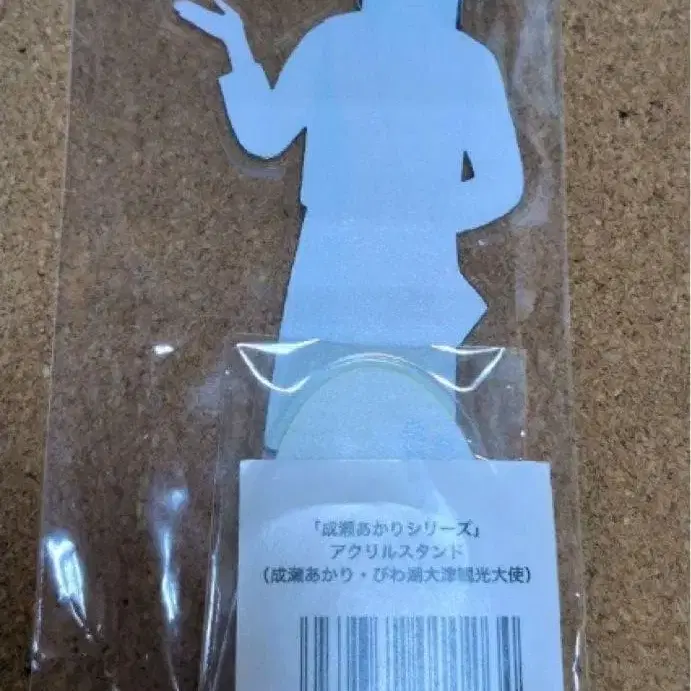 「成瀬あかりシリーズ」
アクリルスタンド
（成瀬あかり・びわ湖大津観光大使）